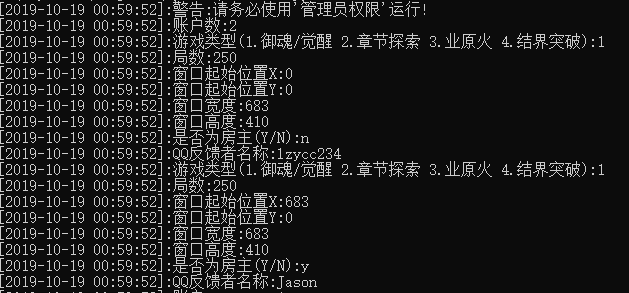 [2019-10-19 00:59:52]:警告:请务必使用'管理员权限'运行!
[2019-10-19 00:59:52]:账户数:2
[2019-10-19 00:59:52]:游戏类型(1.御魂/觉醒 2.章节探索 3.业原火 4.结界突破):1
[2019-10-19 00:59:52]:局数:250
[2019-10-19 00:59:52]:窗口起始位置X:0
[2019-10-19 00:59:52]:窗口起始位置Y:0
[2019-10-19 00:59:52]:窗口宽度:683
[2019-10-19 00:59:52]:窗口高度:410
[2019-10-19 00:59:52]:是否为房主(Y/N):n
[2019-10-19 00:59:52]:QQ反馈者名称:lzycc234
[2019-10-19 00:59:52]:游戏类型(1.御魂/觉醒 2.章节探索 3.业原火 4.结界突破):1
[2019-10-19 00:59:52]:局数:250
[2019-10-19 00:59:52]:窗口起始位置X:683
[2019-10-19 00:59:52]:窗口起始位置Y:0
[2019-10-19 00:59:52]:窗口宽度:683
[2019-10-19 00:59:52]:窗口高度:410
[2019-10-19 00:59:52]:是否为房主(Y/N):y
[2019-10-19 00:59:52]:QQ反馈者名称:Jason